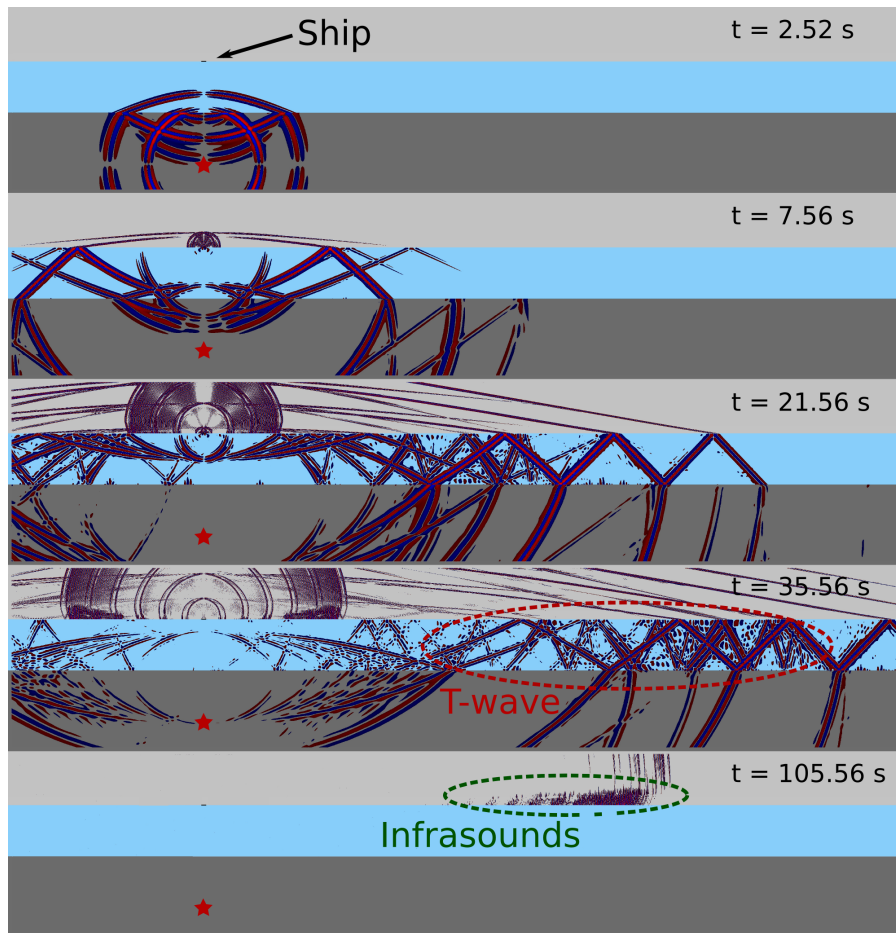 Ship
t = 2.52 s
t = 7.56 s
t = 21.56 s
t = 35.56 s
T-wave
t = 105.56 s
Infrasounds